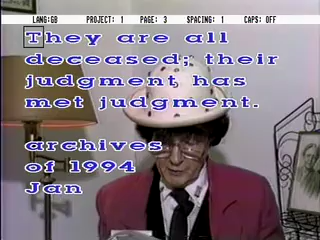 LANG:GB PROJECT: 1 PAGE: 3 SPACING: 1 CAPS: OFF
They are all
deceased; their
judgment has
met judgment.
archives
of 1994
Jan